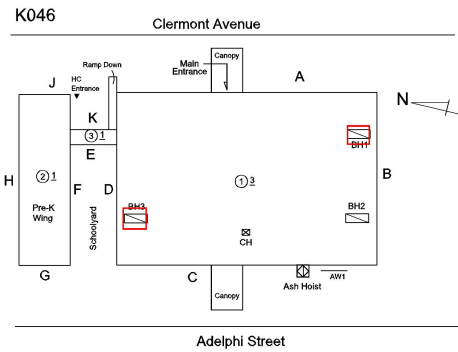 K046
Clermont Avenue
Canopy
Ramp Down
Main
Entrance
A
J
HC
Entrance
N
K
③ 1
BH1
E
H
② 1
F
D
① 3
B
Pre-K
Wing
Schoolyard
BH3
BH2
CH
G
C
Canopy
Ash Hoist
AW1
Adelphi Street